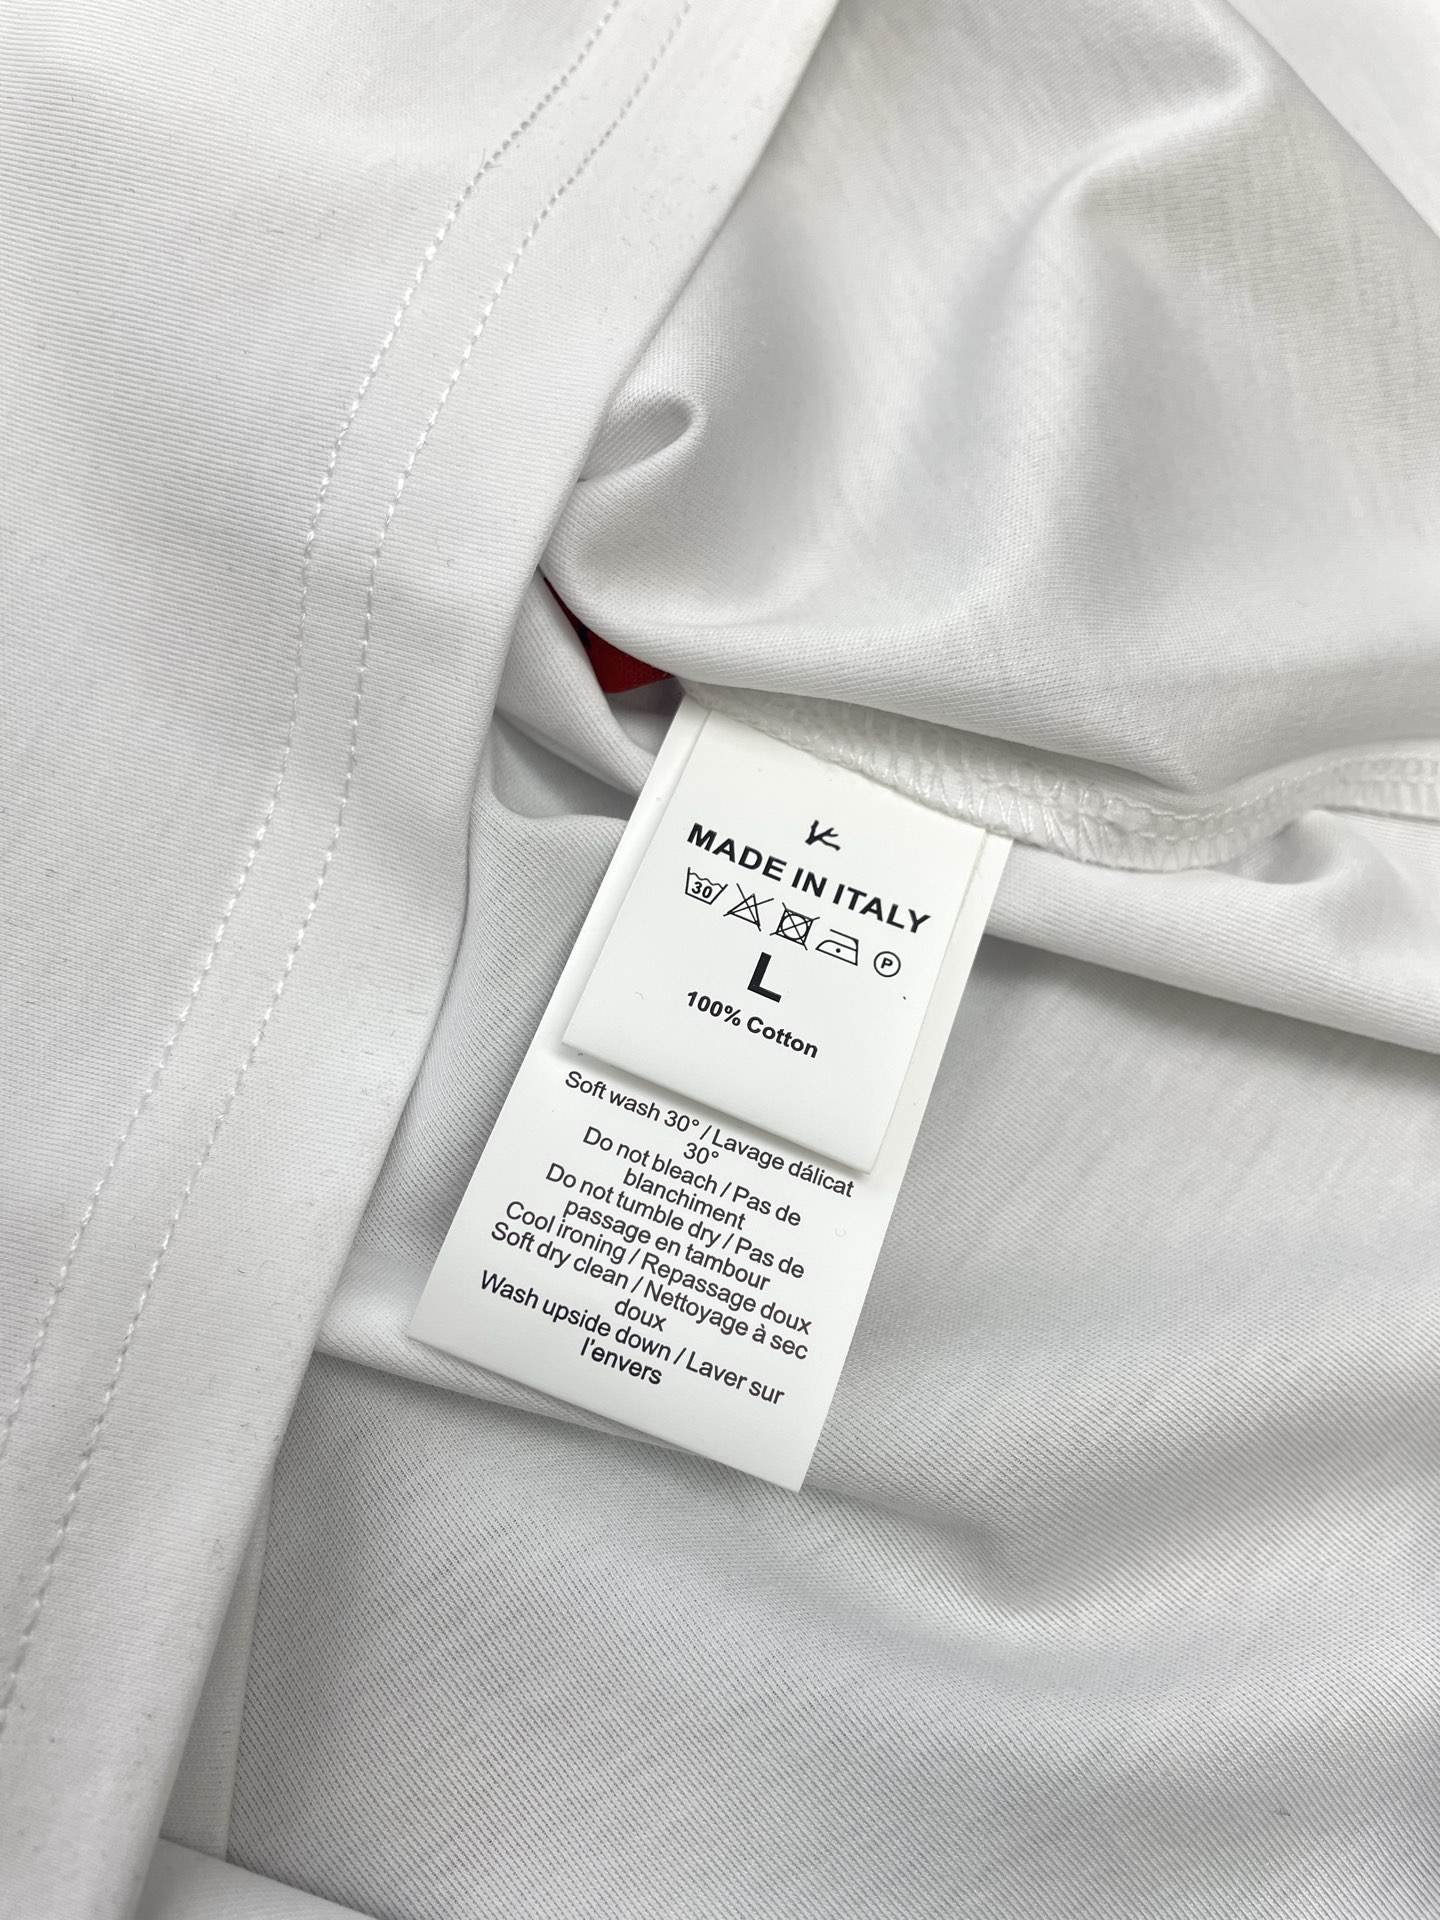 MADE IN ITALY
30
P
L
100% Cotton
Soft wash 30° / Lavage dálicat
30°
Do not bleach / Pas de
blanchiment
Do not tumble dry / Pas de
passage en tambour
Cool ironing / Repassage doux
Soft dry clean / Nettoyage à sec
doux
Wash upside down / Laver sur
l'envers